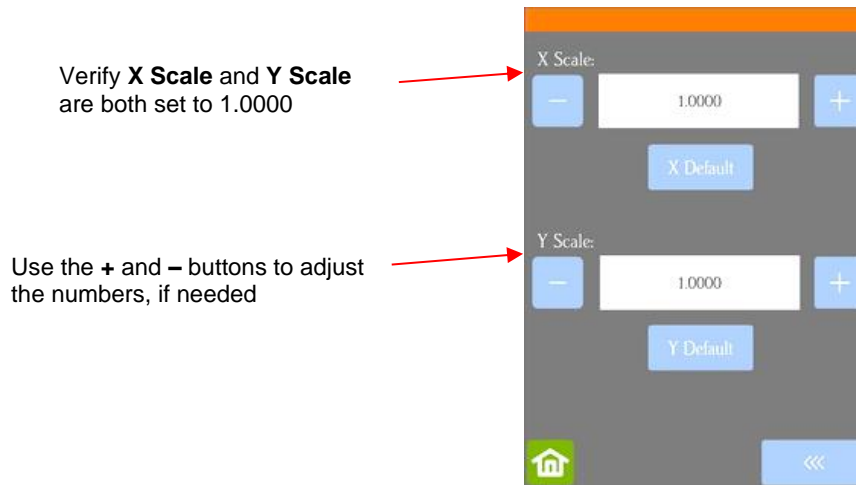 Verify X Scale and Y Scale
are both set to 1.0000
X Scale:
− 1.0000 +
X Default
Use the + and – buttons to adjust
the numbers, if needed
Y Scale:
− 1.0000 +
Y Default
<<<